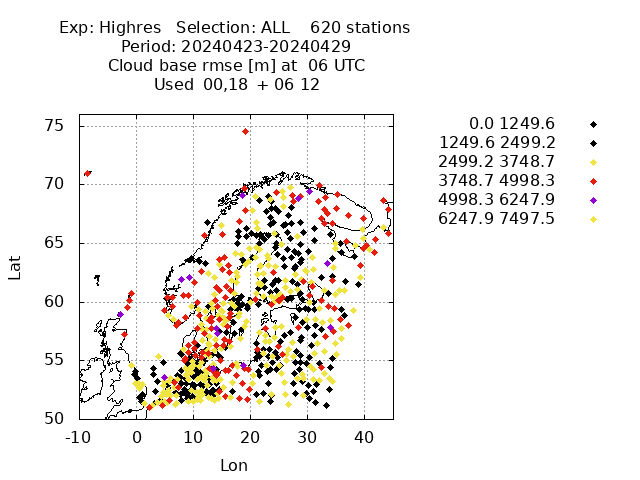 Exp: Highres   Selection: ALL    620 stations
Period: 20240423-20240429
Cloud base rmse [m] at  06 UTC
Used  00,18  + 06 12
0.0 1249.6
1249.6 2499.2
2499.2 3748.7
3748.7 4998.3
4998.3 6247.9
6247.9 7497.5
75
70
65
60
55
50
Lat
-10 0 10 20 30 40
Lon